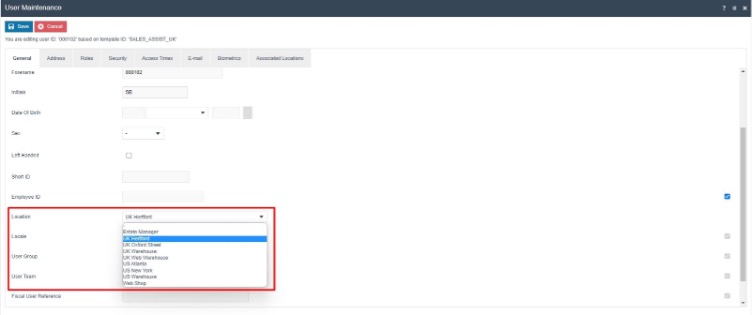 User Maintenance
? ✕
Save Cancel
You are editing user ID: '000102' based on template ID: 'SALES_ASSIST_UK'
General Address Roles Security Access Times E-mail Biometrics Associated Locations
Forename 000102
Initials SB
Date Of Birth
Sex -
Left Handed
Short ID
Employee ID
Location UK Hertford
Estate Manager
Locale UK Hertford
UK Oxford Street
UK Warehouse
User Group UK Web Warehouse
US Atlanta
US New York
User Team US Warehouse
Web Shop
Fiscal User Reference